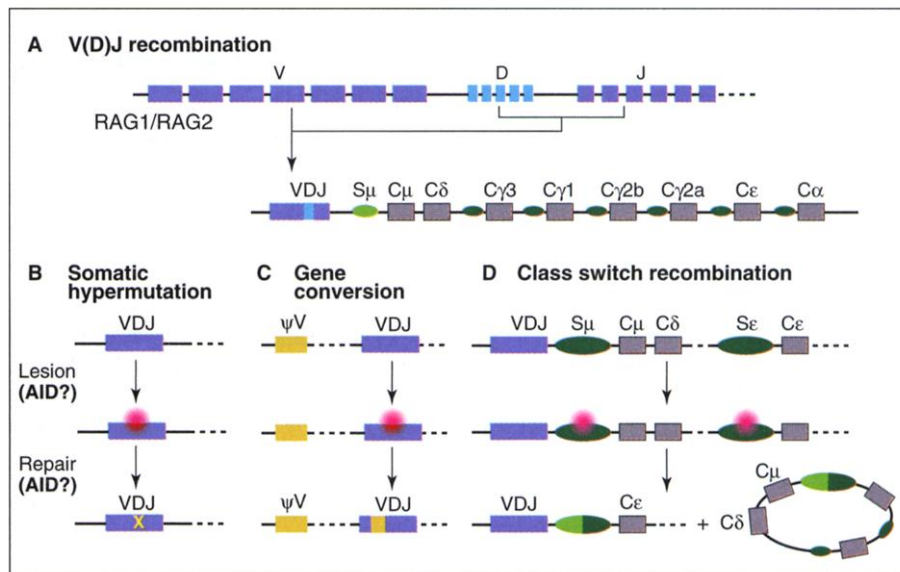 A V(D)J recombination
V D J
RAG1/RAG2
VDJ Sμ Cμ Cδ Cγ3 Cγ1 Cγ2b Cγ2a Cε Cα
B Somatic hypermutation
C Gene conversion
D Class switch recombination
VDJ
ψV VDJ
VDJ Sμ Cμ Cδ Sε Cε
Lesion
(AID?)
Repair
(AID?)
VDJ
X
ψV VDJ
VDJ Cε
+ Cδ
Cμ